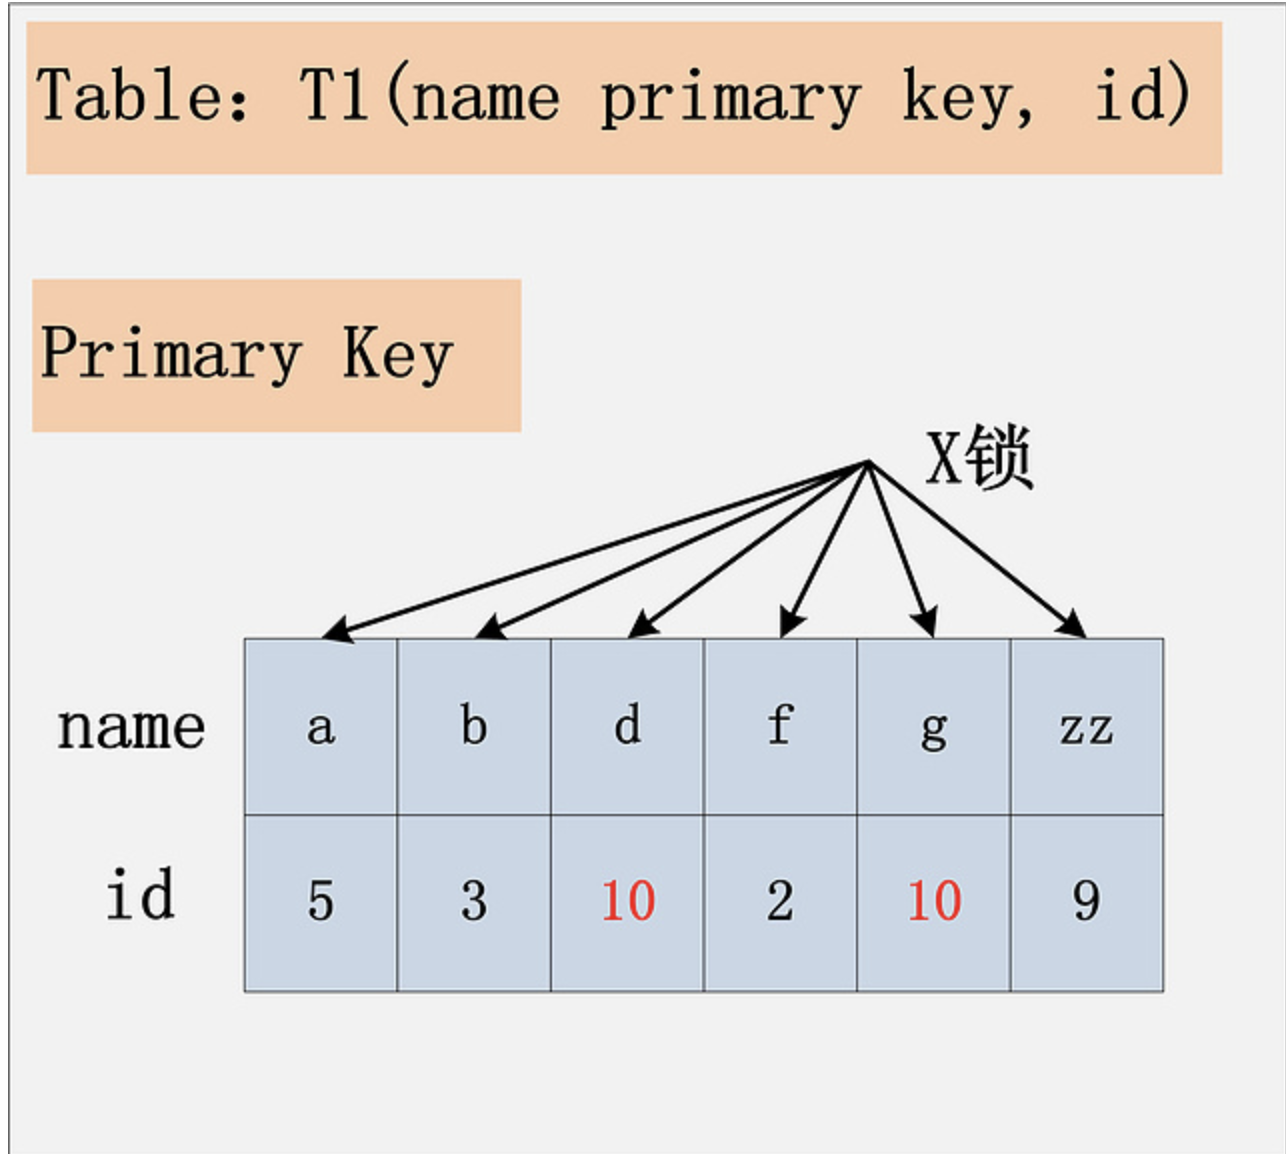 Table：T1(name primary key, id)
Primary Key
X锁
name a b d f g zz
id 5 3 10 2 10 9